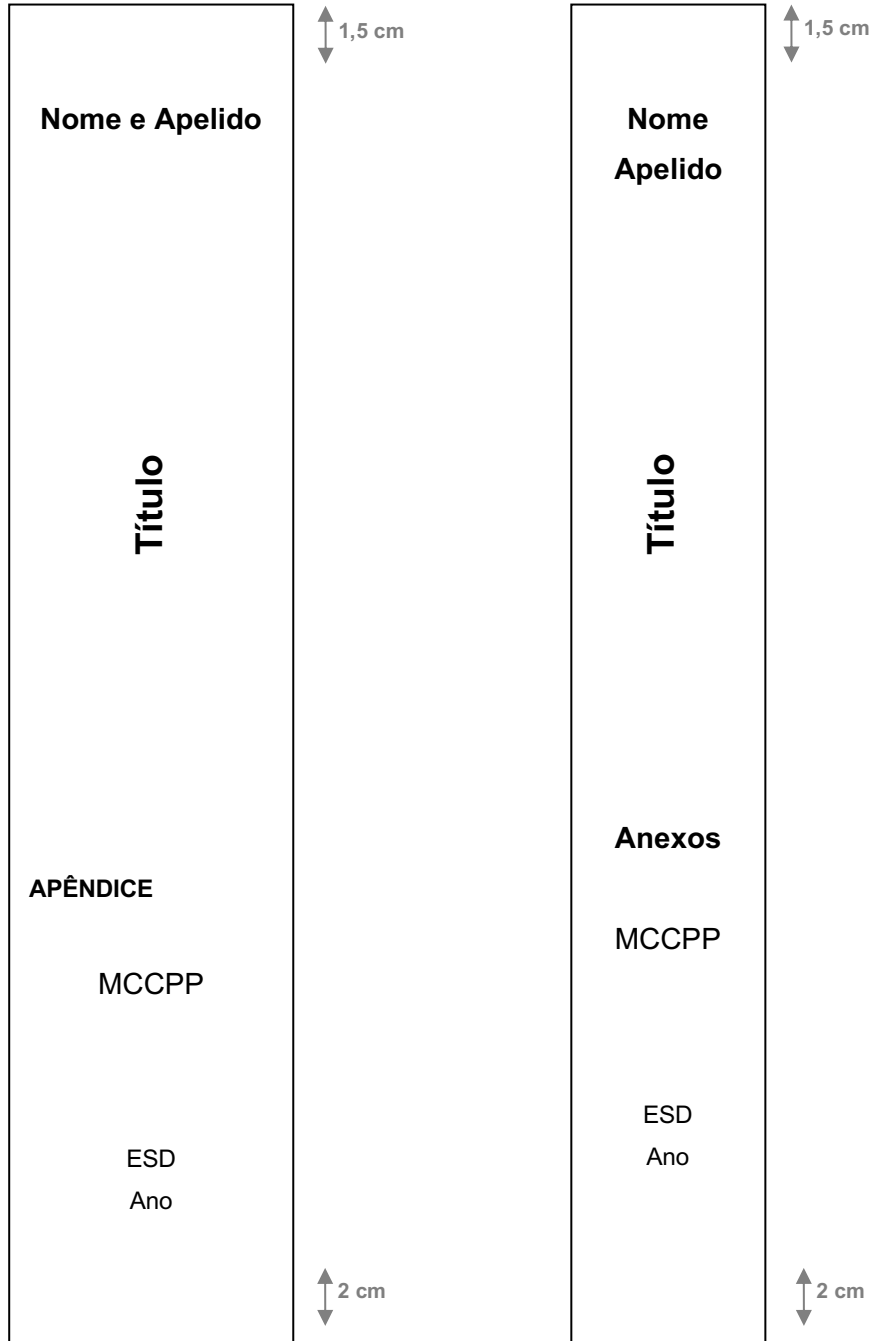 1,5 cm
Nome e Apelido
Título
APÊNDICE
MCCPP
ESD
Ano
2 cm
1,5 cm
Nome
Apelido
Título
Anexos
MCCPP
ESD
Ano
2 cm